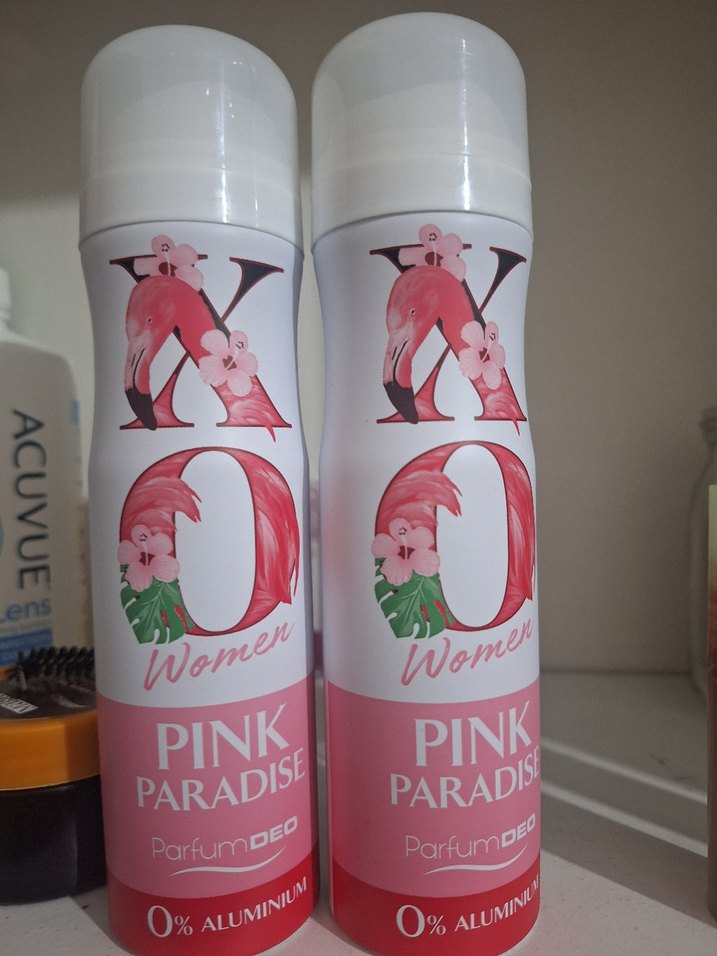 ACUVUE
Lens
XO
Women
PINK
PARADISE
ParfumDEO
0% ALUMINIUM
XO
Women
PINK
PARADISE
ParfumDEO
0% ALUMINIUM